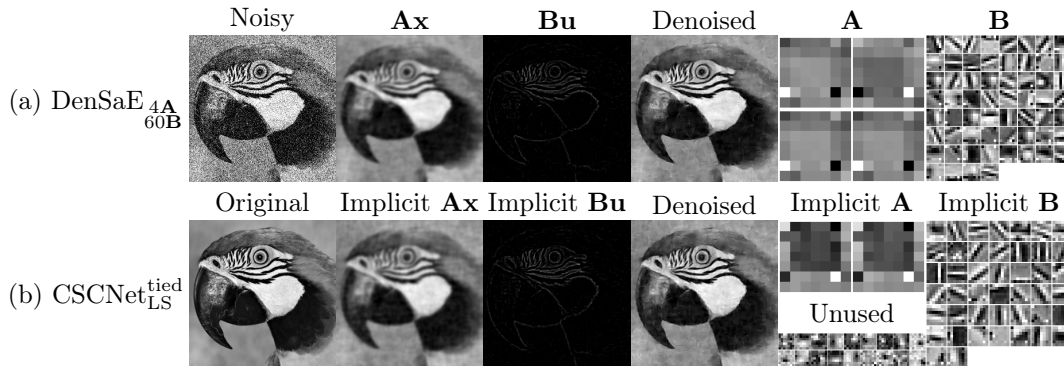 Noisy Ax Bu Denoised A B
(a) DenSaE 4A 60B
Original Implicit Ax Implicit Bu Denoised Implicit A Implicit B
(b) CSCNet tied LS
Unused